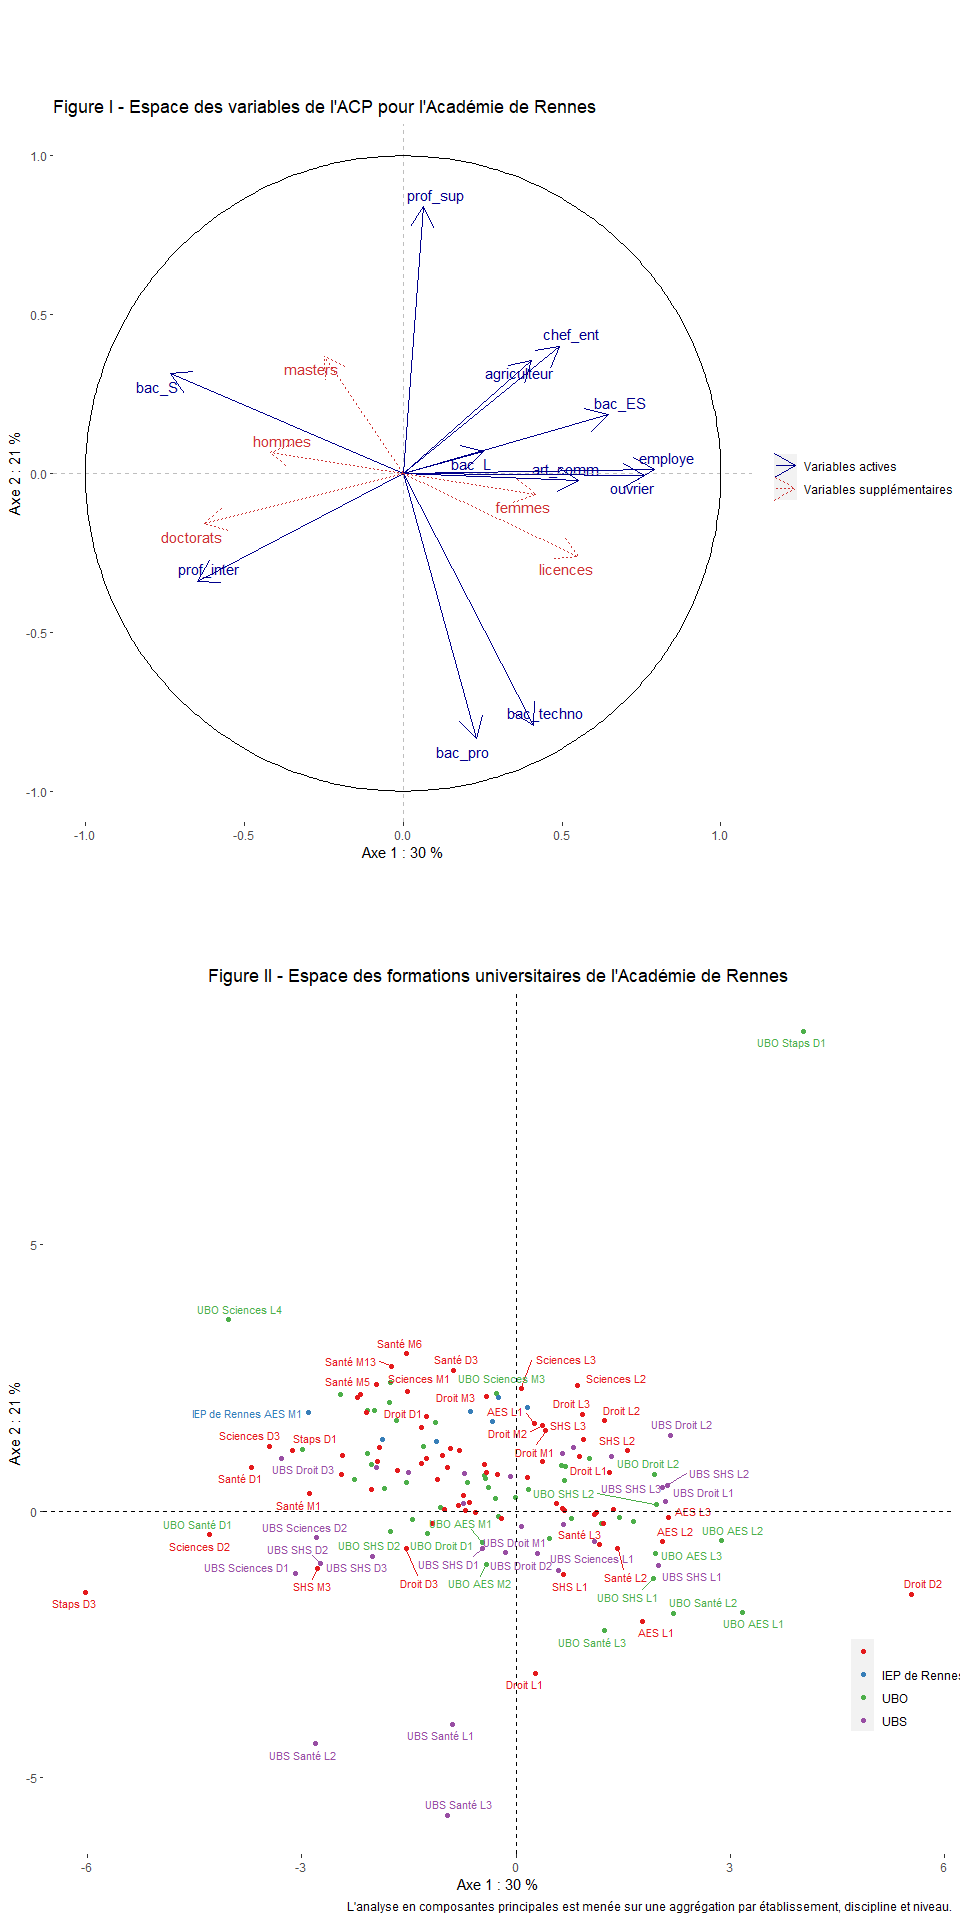 Figure I - Espace des variables de l'ACP pour l'Académie de Rennes
1.0
prof_sup
0.5
chef_ent
masters
agriculteur
bac_S
bac_ES
hommes
employe
bac_L
art_comm
Axe 2 : 21 %
0.0
Variables actives
ouvrier
Variables supplémentaires
femmes
doctorats
prof_inter
licences
-0.5
bac_techno
bac_pro
-1.0
-1.0
-0.5
0.0
0.5
1.0
Axe 1 : 30 %
Figure II - Espace des formations universitaires de l'Académie de Rennes
UBO Staps D1
5
UBO Sciences L4
Santé M6
Santé M13
Santé D3
Sciences L3
Santé M5
Sciences M1
UBO Sciences M3
Sciences L2
Droit M3
IEP de Rennes AES M1
Droit D1
AES L1
Droit L3
Droit L2
Axe 2 : 21 %
Droit M2
SHS L3
UBS Droit L2
Sciences D3
Staps D1
SHS L2
Droit M1
Santé D1
UBS Droit D3
Droit L1
UBO Droit L2
UBS SHS L2
UBS SHS L3
UBO SHS L2
UBS Droit L1
Santé M1
0
AES L3
UBO Santé D1
UBS Sciences D2
UBO AES M1
Santé L3
AES L2
UBO AES L2
Sciences D2
UBS SHS D2
UBO SHS D2
UBO Droit D1
UBS Droit M1
UBS Sciences L1
UBO AES L3
UBS Sciences D1
UBS SHS D3
UBS SHS D1
UBS Droit D2
Santé L2
UBS SHS L1
SHS M3
Droit D3
UBO AES M2
SHS L1
UBO SHS L1
Droit D2
Staps D3
UBO Santé L2
UBO AES L1
UBO Santé L3
AES L1
Droit L1
IEP de Rennes
UBO
UBS
UBS Santé L1
UBS Santé L2
-5
UBS Santé L3
-6
-3
0
3
6
Axe 1 : 30 %
L'analyse en composantes principales est menée sur une aggrégation par établissement, discipline et niveau.